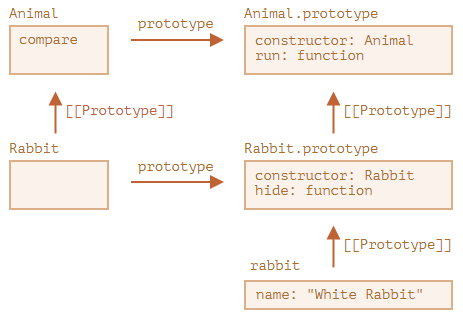 Animal
prototype
Animal.prototype
compare
constructor: Animal
run: function
[[Prototype]]
[[Prototype]]
Rabbit
prototype
Rabbit.prototype
constructor: Rabbit
hide: function
[[Prototype]]
rabbit
name: "White Rabbit"